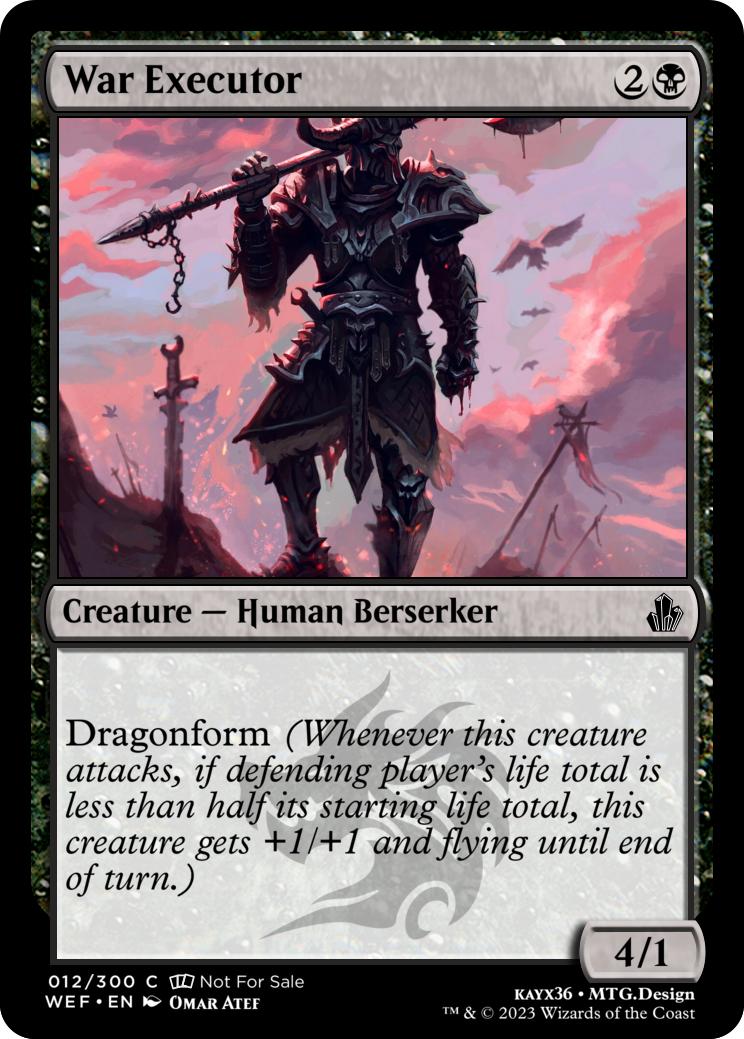 War Executor 2
Creature — Human Berserker
Dragonform (Whenever this creature
attacks, if defending player's life total is
less than half its starting life total, this
creature gets +1/+1 and flying until end
of turn.)
4/1
012/300 C Not For Sale
WEF • EN Omar Atef
kayx36 • MTG.Design
™ & © 2023 Wizards of the Coast